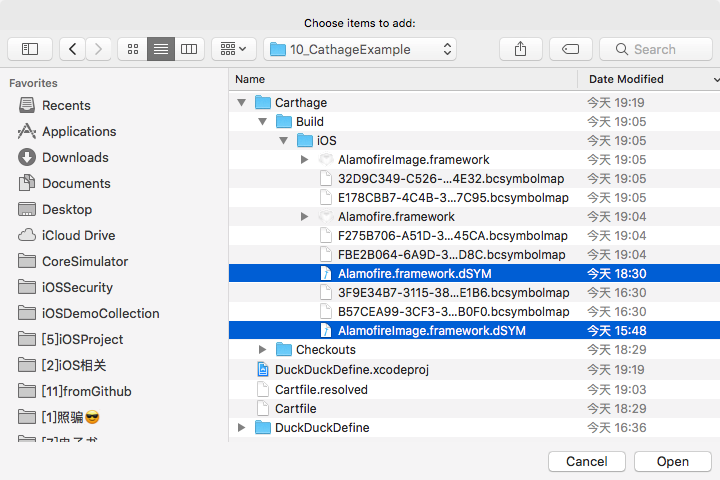 Choose items to add:
10_CathageExample
Search
Favorites
Recents
Applications
Downloads
Documents
Desktop
iCloud Drive
CoreSimulator
iOSSecurity
iOSDemoCollection
[5]iOSProject
[2]iOS相关
[11]fromGithub
[1]照骗😎
Name Date Modified
Carthage 今天 19:19
Build 今天 19:05
iOS 今天 19:05
AlamofireImage.framework 今天 19:05
32D9C349-C526-...4E32.bcsymbolmap 今天 19:05
E178CBB7-4C4B-3...7C95.bcsymbolmap 今天 19:05
Alamofire.framework 今天 19:04
F275B706-A51D-3...45CA.bcsymbolmap 今天 19:04
FBE2B064-6A9D-3...D8C.bcsymbolmap 今天 19:04
Alamofire.framework.dSYM 今天 18:30
3F9E34B7-3115-38...E1B6.bcsymbolmap 今天 16:30
B57CEA99-3CF3-3...B0F0.bcsymbolmap 今天 16:30
AlamofireImage.framework.dSYM 今天 15:48
Checkouts 今天 18:29
DuckDuckDefine.xcodeproj 今天 19:19
Cartfile.resolved 今天 19:03
Cartfile 今天 18:29
DuckDuckDefine 今天 16:36
Cancel
Open